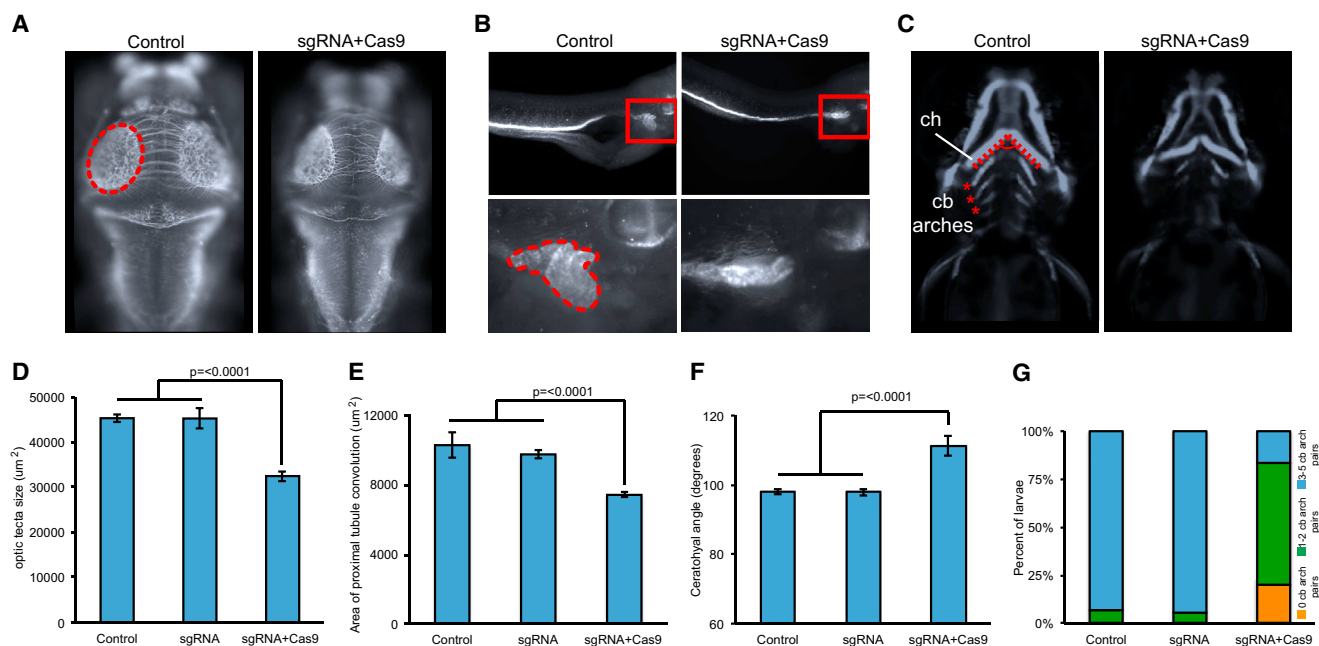 A
Control
sgRNA+Cas9
B
Control
sgRNA+Cas9
C
Control
sgRNA+Cas9
ch
cb
arches
*
*
*
D
p=<0.0001
optic tecta size (um 2)
50000
40000
30000
20000
10000
0
Control
sgRNA
sgRNA+Cas9
E
p=<0.0001
Area of proximal tubule convolution (um 2)
12000
8000
4000
0
Control
sgRNA
sgRNA+Cas9
F
p=<0.0001
Ceratohyal angle (degrees)
120
100
80
60
Control
sgRNA
sgRNA+Cas9
G
Percent of larvae
100%
75%
50%
25%
0%
Control
sgRNA
sgRNA+Cas9
0 cb arch
pairs
1-2 cb arch
pairs
3-5 cb arch
pairs